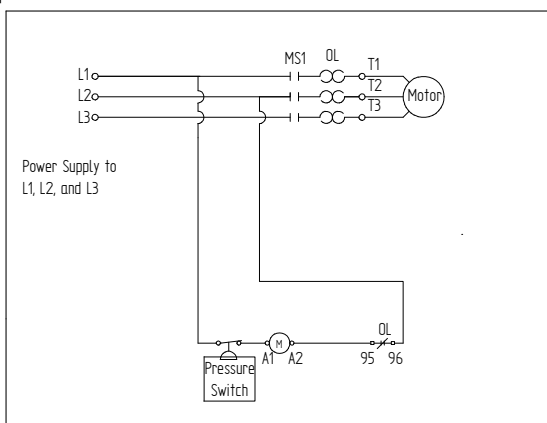 MS1 OL
L1 T1
L2 T2 Motor
L3 T3
Power Supply to
L1, L2, and L3
OL
M
A1 A2 95 96
Pressure
Switch